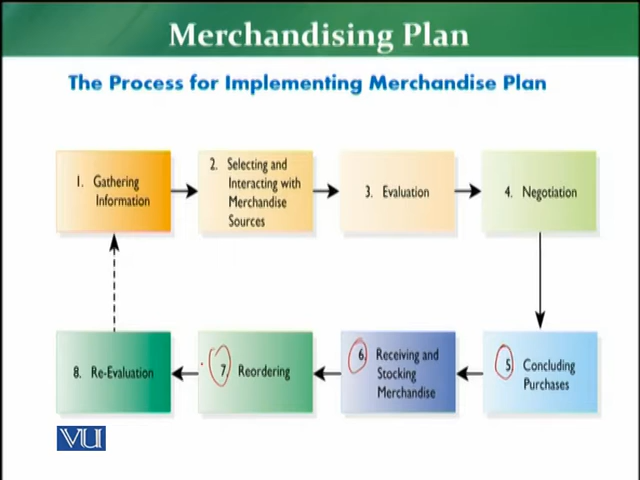 Merchandising Plan
The Process for Implementing Merchandise Plan
1. Gathering
Information
2. Selecting and
Interacting with
Merchandise
Sources
3. Evaluation
4. Negotiation
5. Concluding
Purchases
6. Receiving and
Stocking
Merchandise
7. Reordering
8. Re-Evaluation
VU